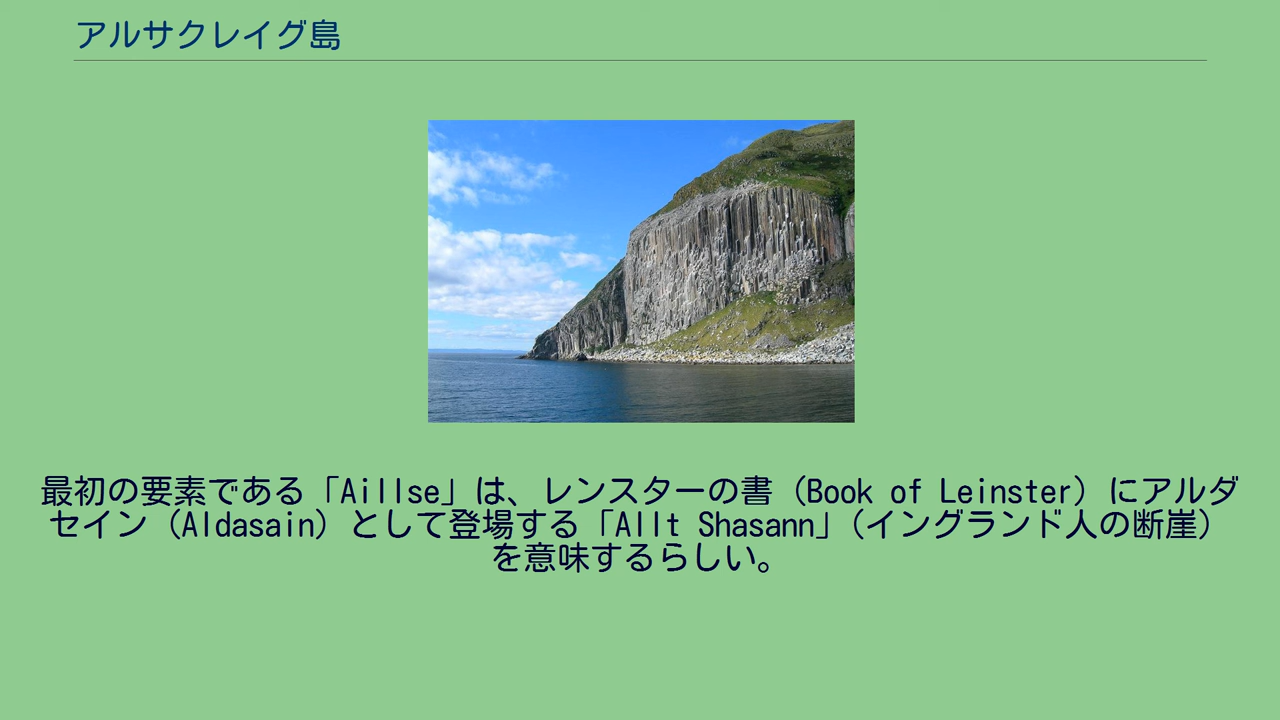 アルサクレイグ島
最初の要素である「Aillse」は、レンスターの書（Book of Leinster）にアルダ
セイン（Aldasain）として登場する「Allt Shasann」（イングランド人の断崖）
を意味するらしい。